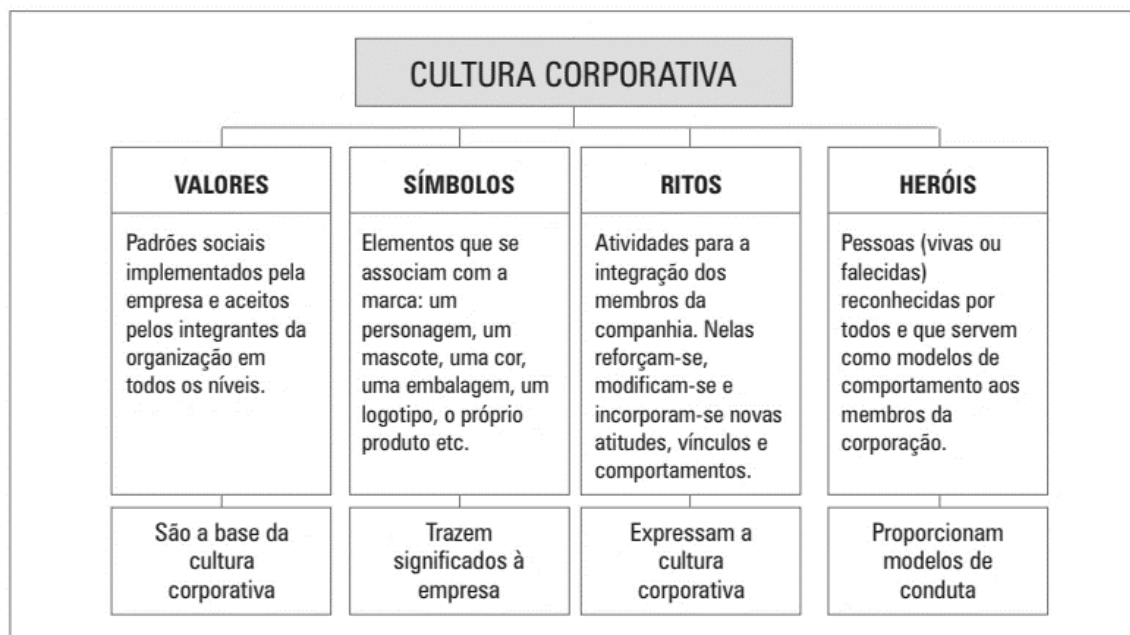 CULTURA CORPORATIVA
VALORES
Padrões sociais
implementados pela
empresa e aceitos
pelos integrantes da
organização em
todos os níveis.
São a base da
cultura
corporativa
SÍMBOLOS
Elementos que se
associam com a
marca: um
personagem, um
mascote, uma cor,
uma embalagem, um
logotipo, o próprio
produto etc.
Trazem
significados à
empresa
RITOS
Atividades para a
integração dos
membros da
companhia. Nelas
reforçam-se,
modificam-se e
incorporam-se novas
atitudes, vínculos e
comportamentos.
Expressam a
cultura
corporativa
HERÓIS
Pessoas (vivas ou
falecidas)
reconhecidas por
todos e que servem
como modelos de
comportamento aos
membros da
corporação.
Proporcionam
modelos de
conduta